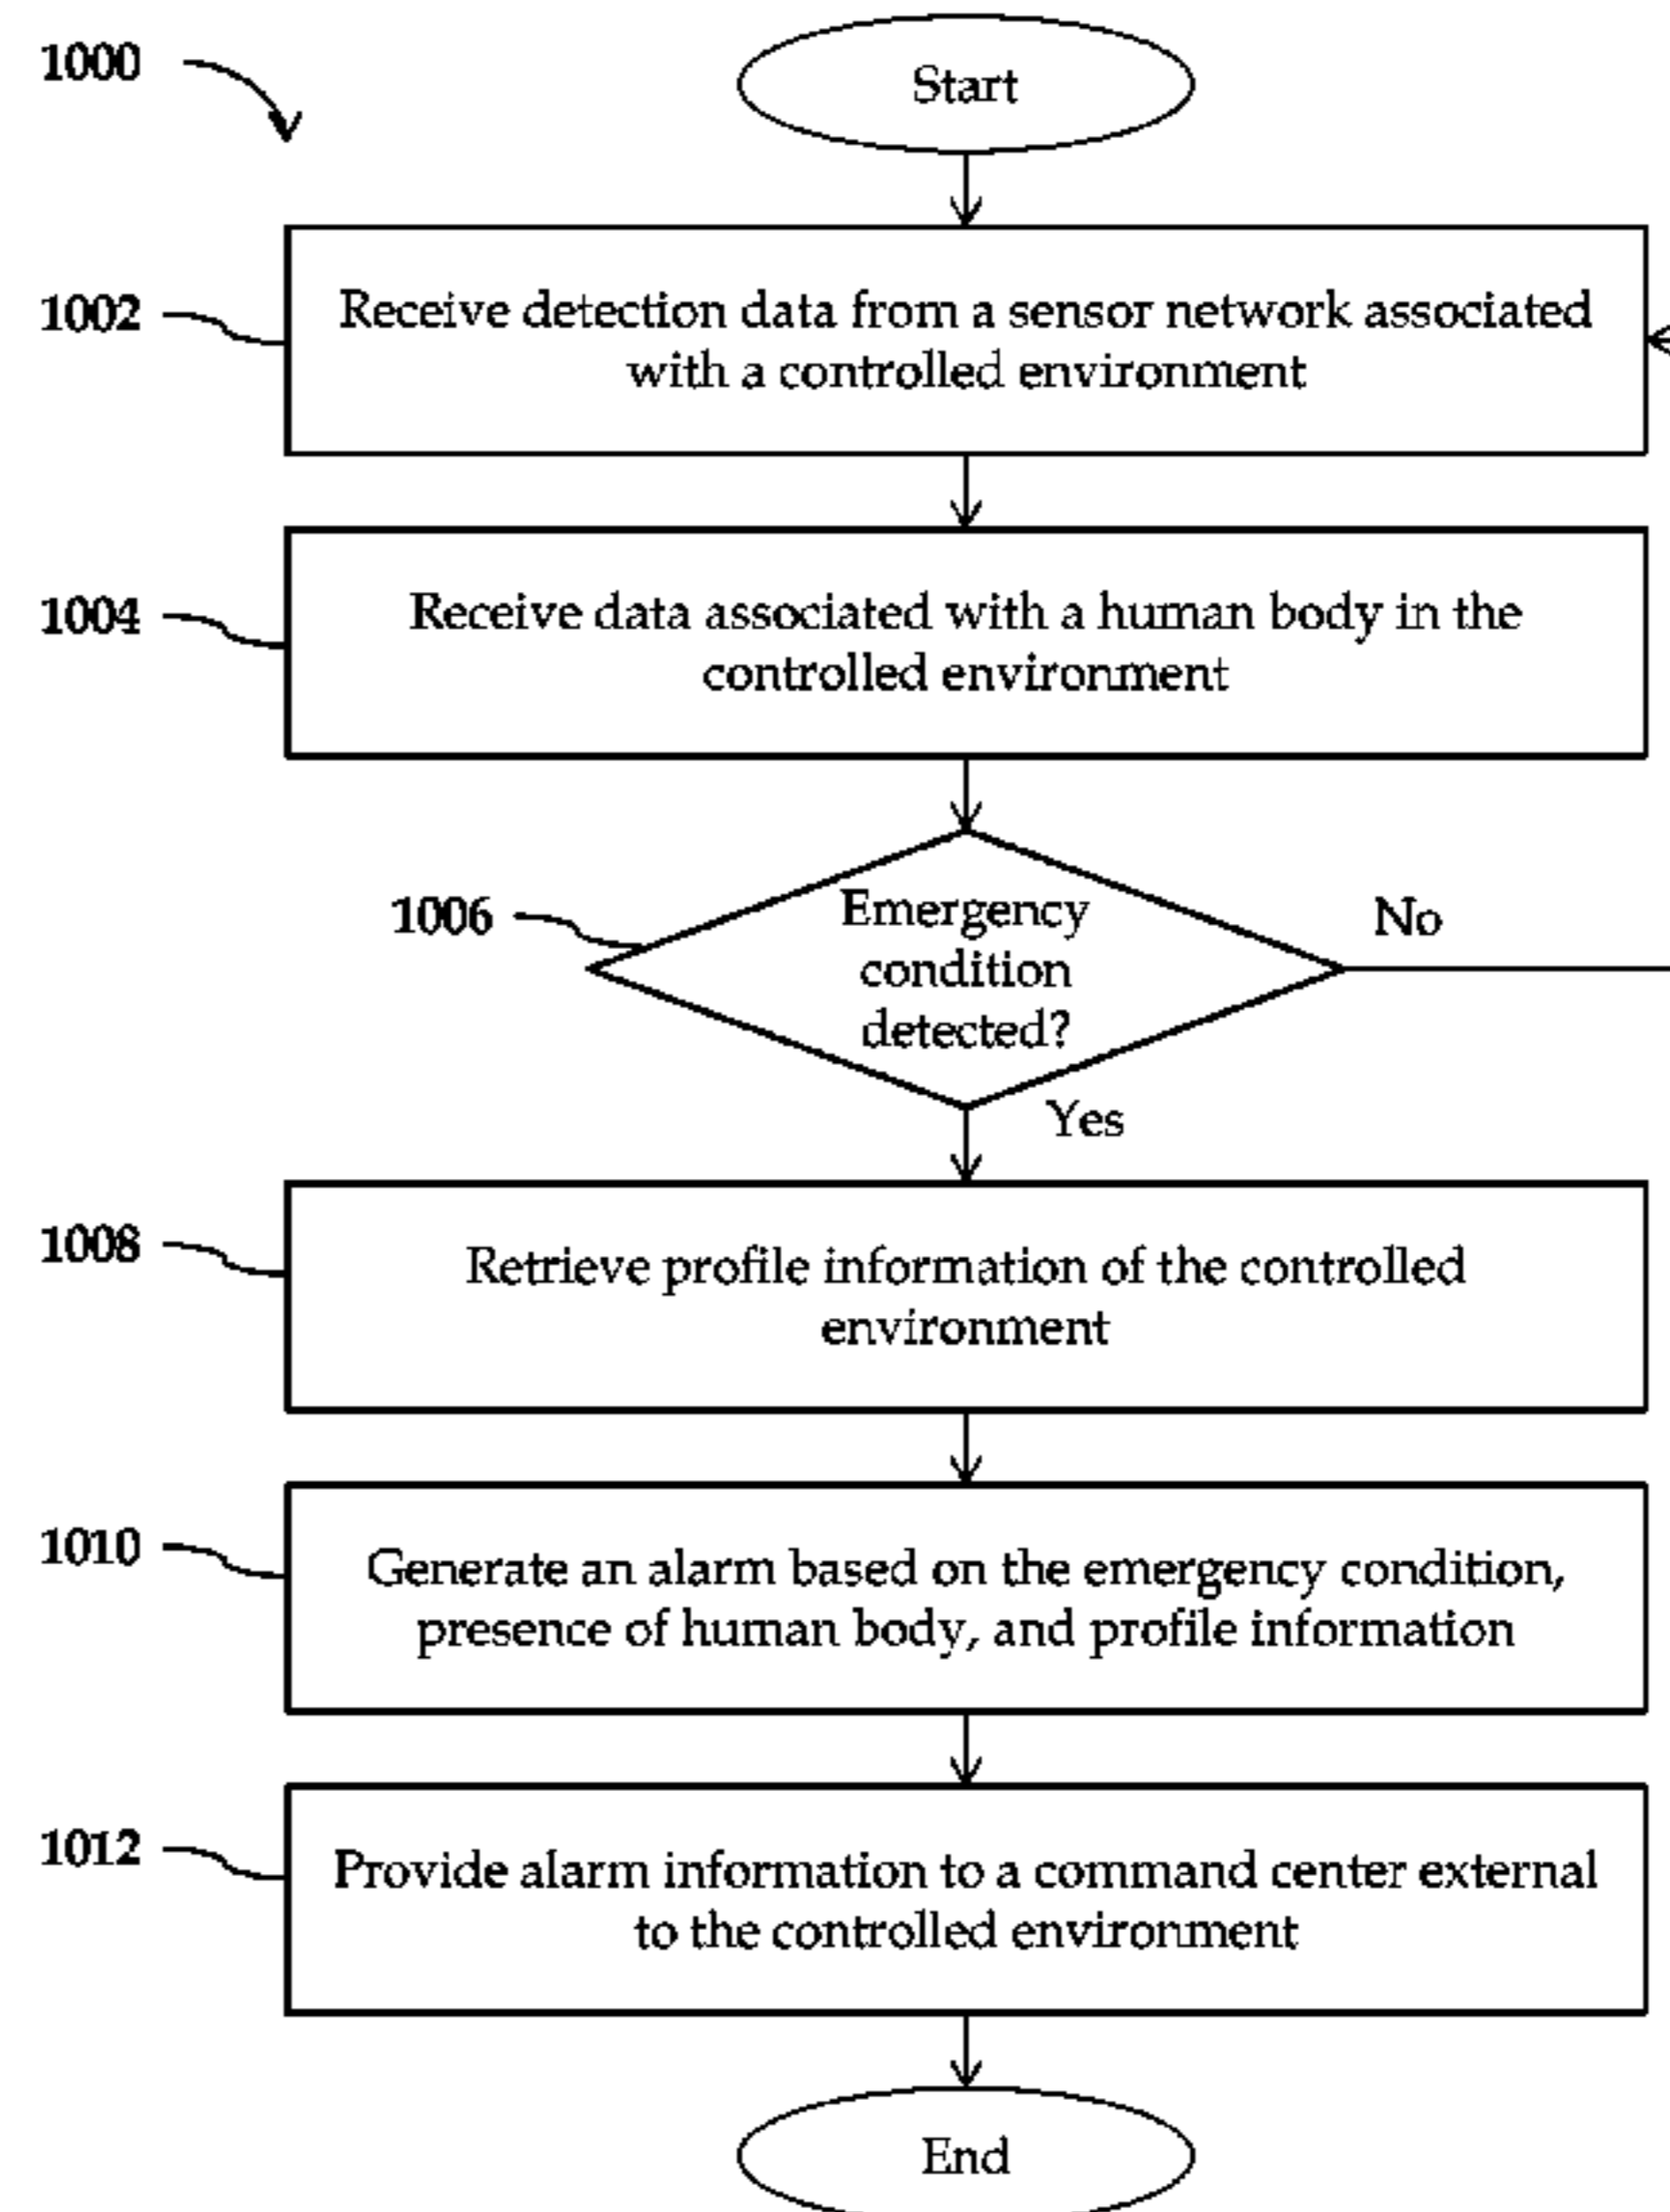 1000
Start
1002
Receive detection data from a sensor network associated
with a controlled environment
1004
Receive data associated with a human body in the
controlled environment
1006
Emergency
condition
detected?
No
Yes
1008
Retrieve profile information of the controlled
environment
1010
Generate an alarm based on the emergency condition,
presence of human body, and profile information
1012
Provide alarm information to a command center external
to the controlled environment
End